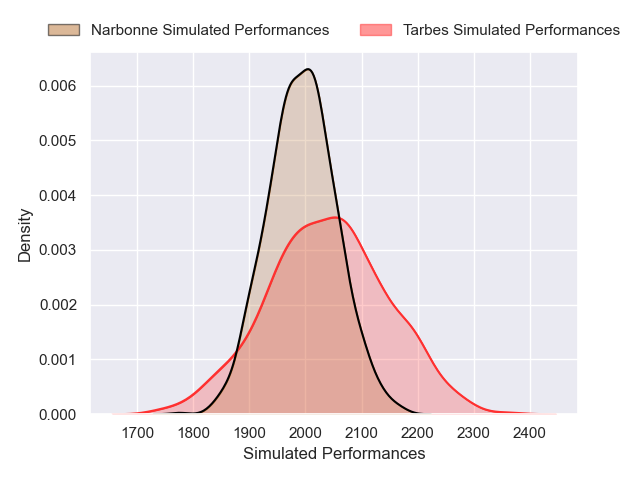 Narbonne Simulated Performances Tarbes Simulated Performances
0.006
0.005
0.004
0.003
0.002
0.001
0.000
Density
1700 1800 1900 2000 2100 2200 2300 2400
Simulated Performances